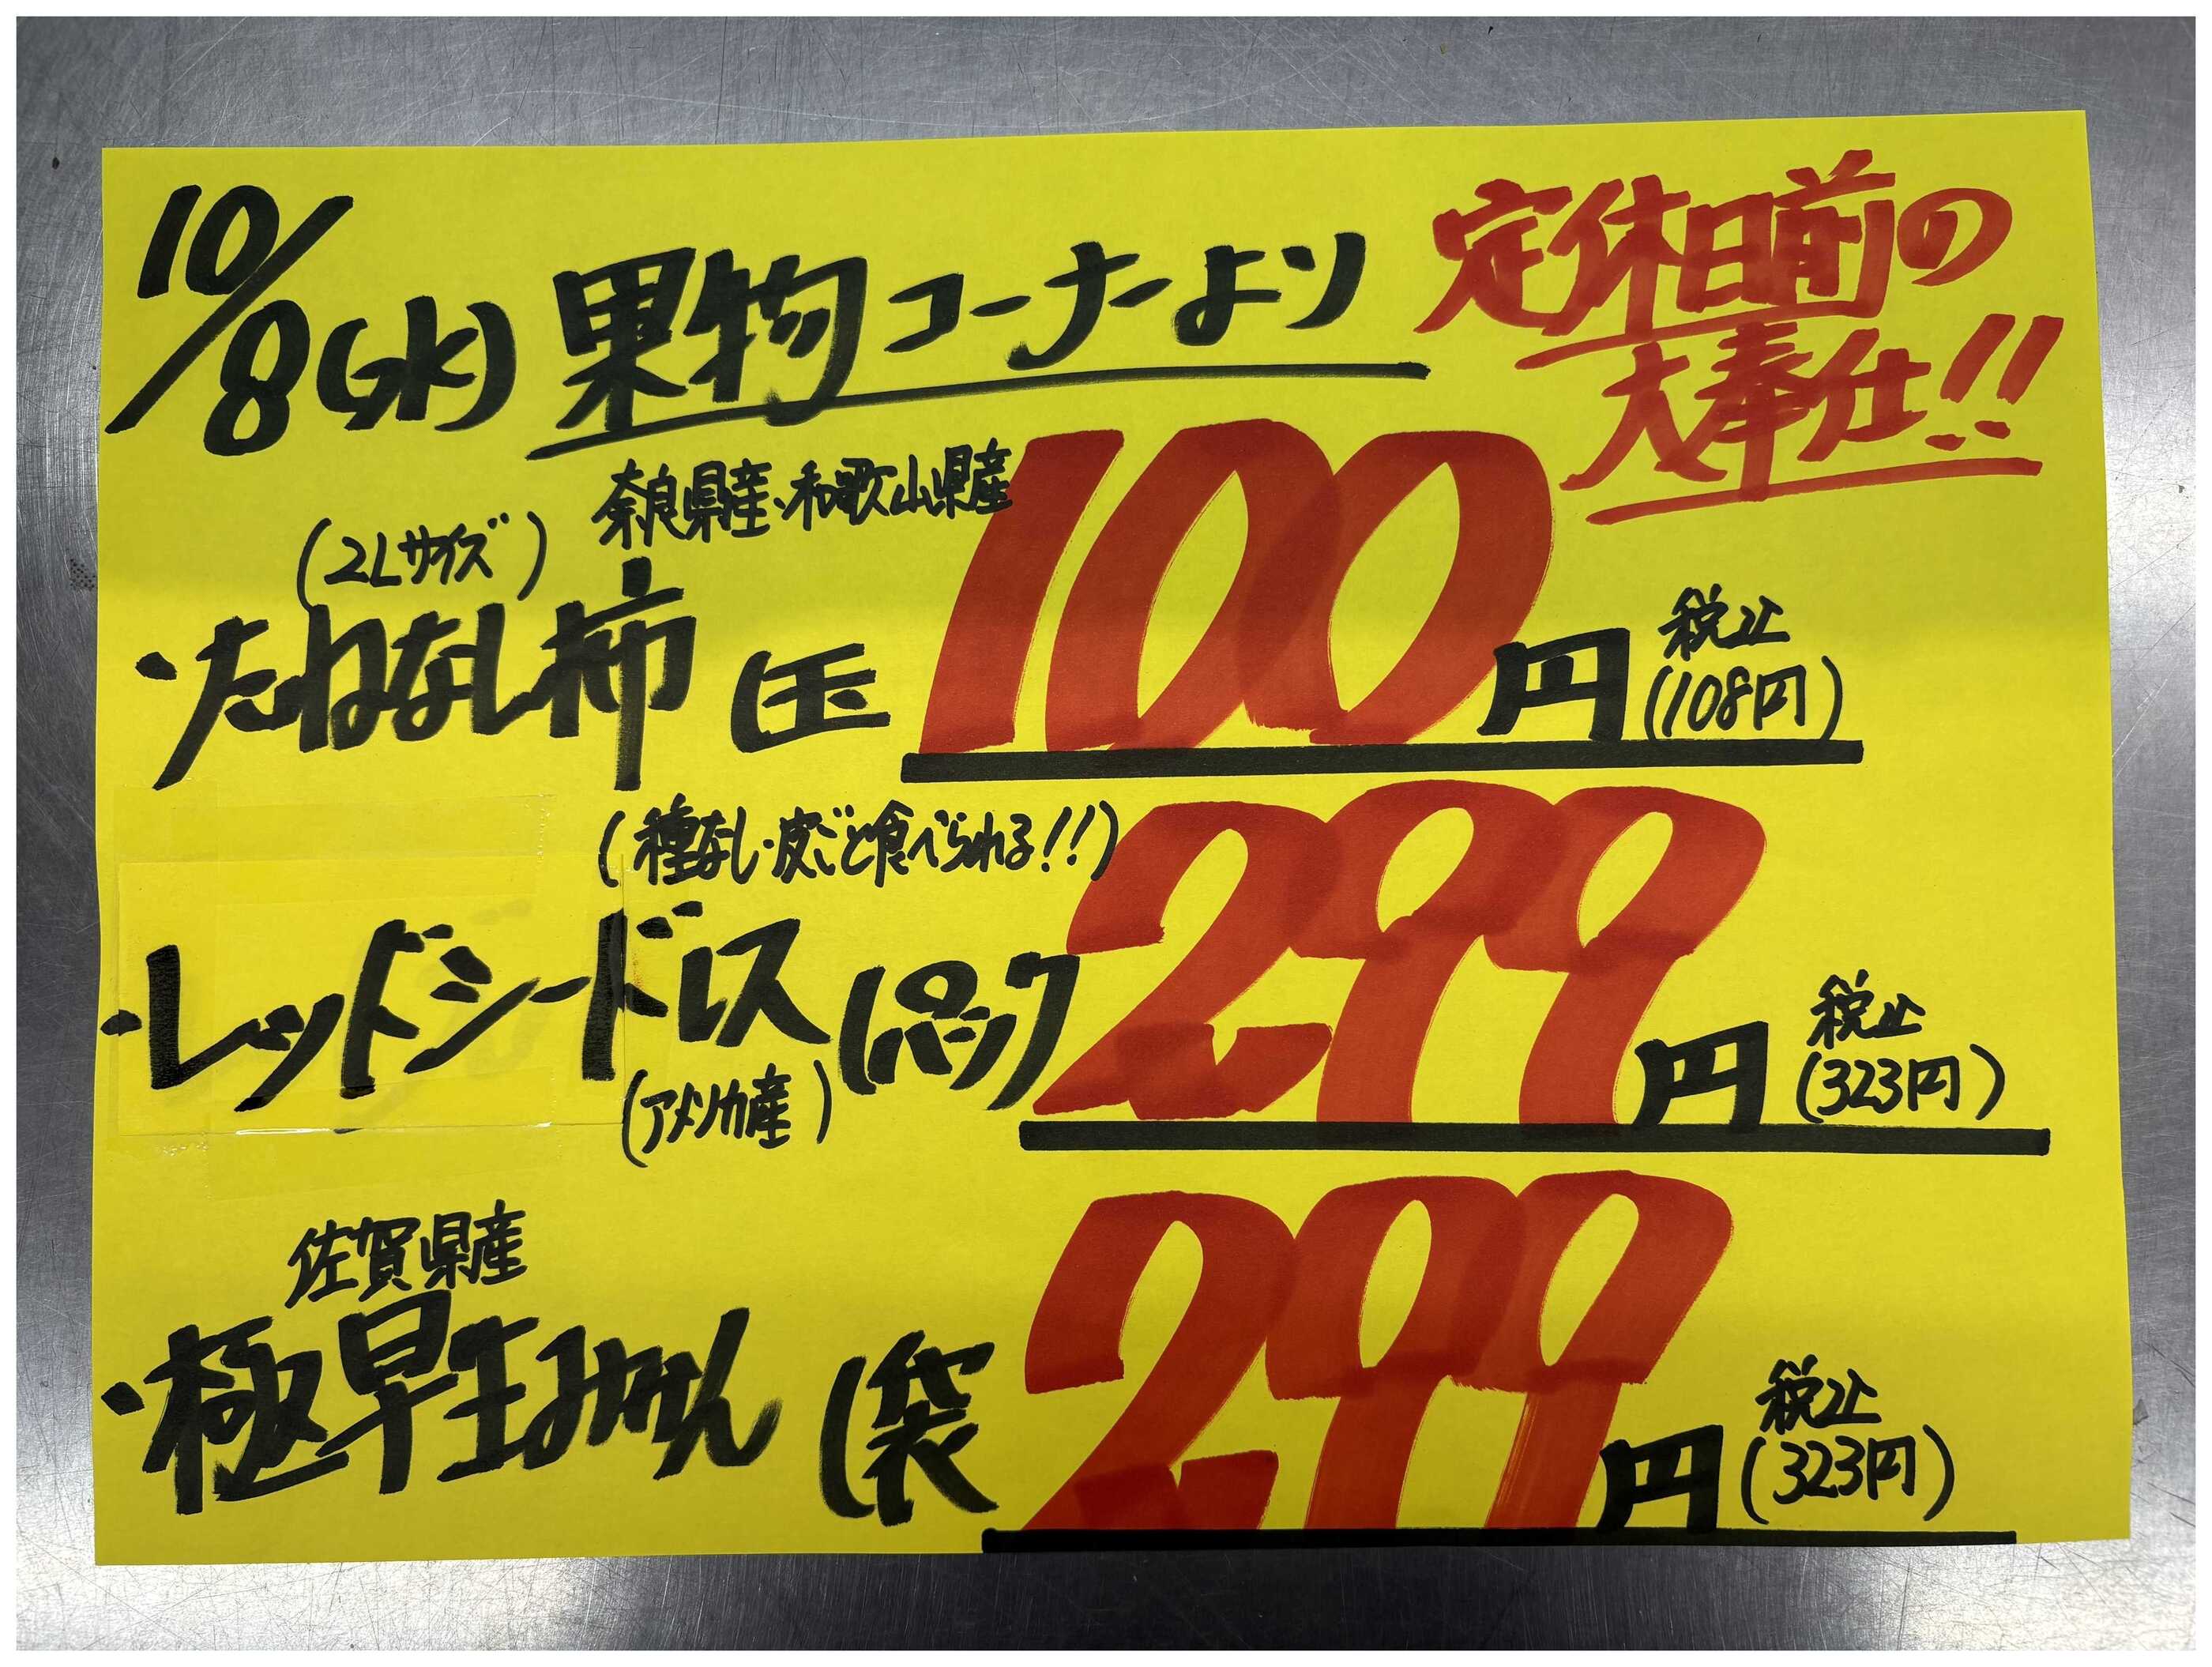 10/8(水) 果物コーナーより
定休日前の
大奉仕!!
(2Lサイズ) 奈良県産・和歌山県産
・たねなし柿 1玉 100円 税込(108円)
(種なし・皮ごと食べられる!!)
・レッドシードレス 1パック 299円 税込(323円)
(アメリカ産)
佐賀県産
・極早生みかん 1袋 299円 税込(323円)